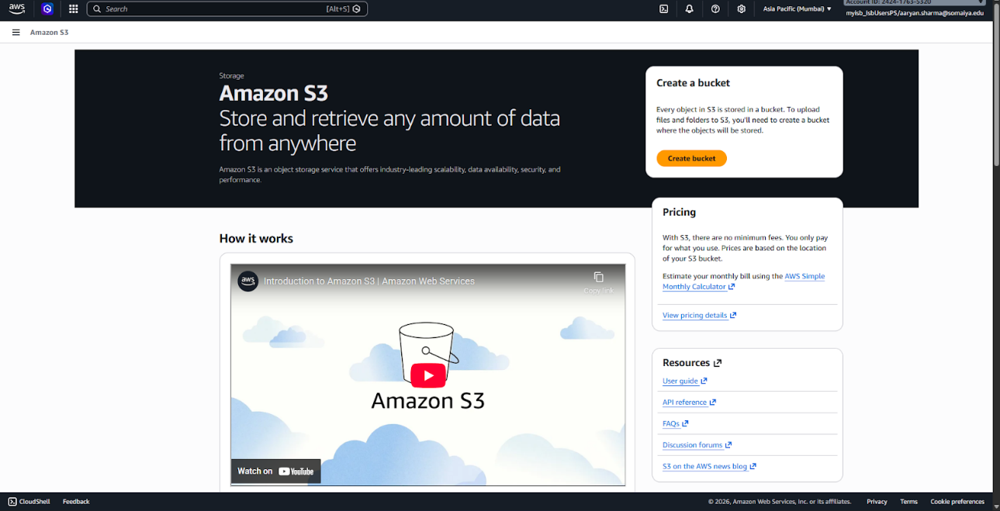 aws
Search
[Alt+S]
Asia Pacific (Mumbai)
Account ID: 2424-1763-5320
myisb_IsbUsersPS/aaryan.sharma@somaiya.edu
Amazon S3
Storage
Amazon S3
Store and retrieve any amount of data
from anywhere
Amazon S3 is an object storage service that offers industry-leading scalability, data availability, security, and
performance.
Create a bucket
Every object in S3 is stored in a bucket. To upload
files and folders to S3, you'll need to create a bucket
where the objects will be stored.
Create bucket
Pricing
With S3, there are no minimum fees. You only pay
for what you use. Prices are based on the location
of your S3 bucket.
Estimate your monthly bill using the AWS Simple
Monthly Calculator
View pricing details
How it works
aws
Introduction to Amazon S3 | Amazon Web Services
Copy link
Amazon S3
Watch on YouTube
Resources
User guide
API reference
FAQs
Discussion forums
S3 on the AWS news blog
CloudShell
Feedback
© 2026, Amazon Web Services, Inc. or its affiliates.
Privacy
Terms
Cookie preferences